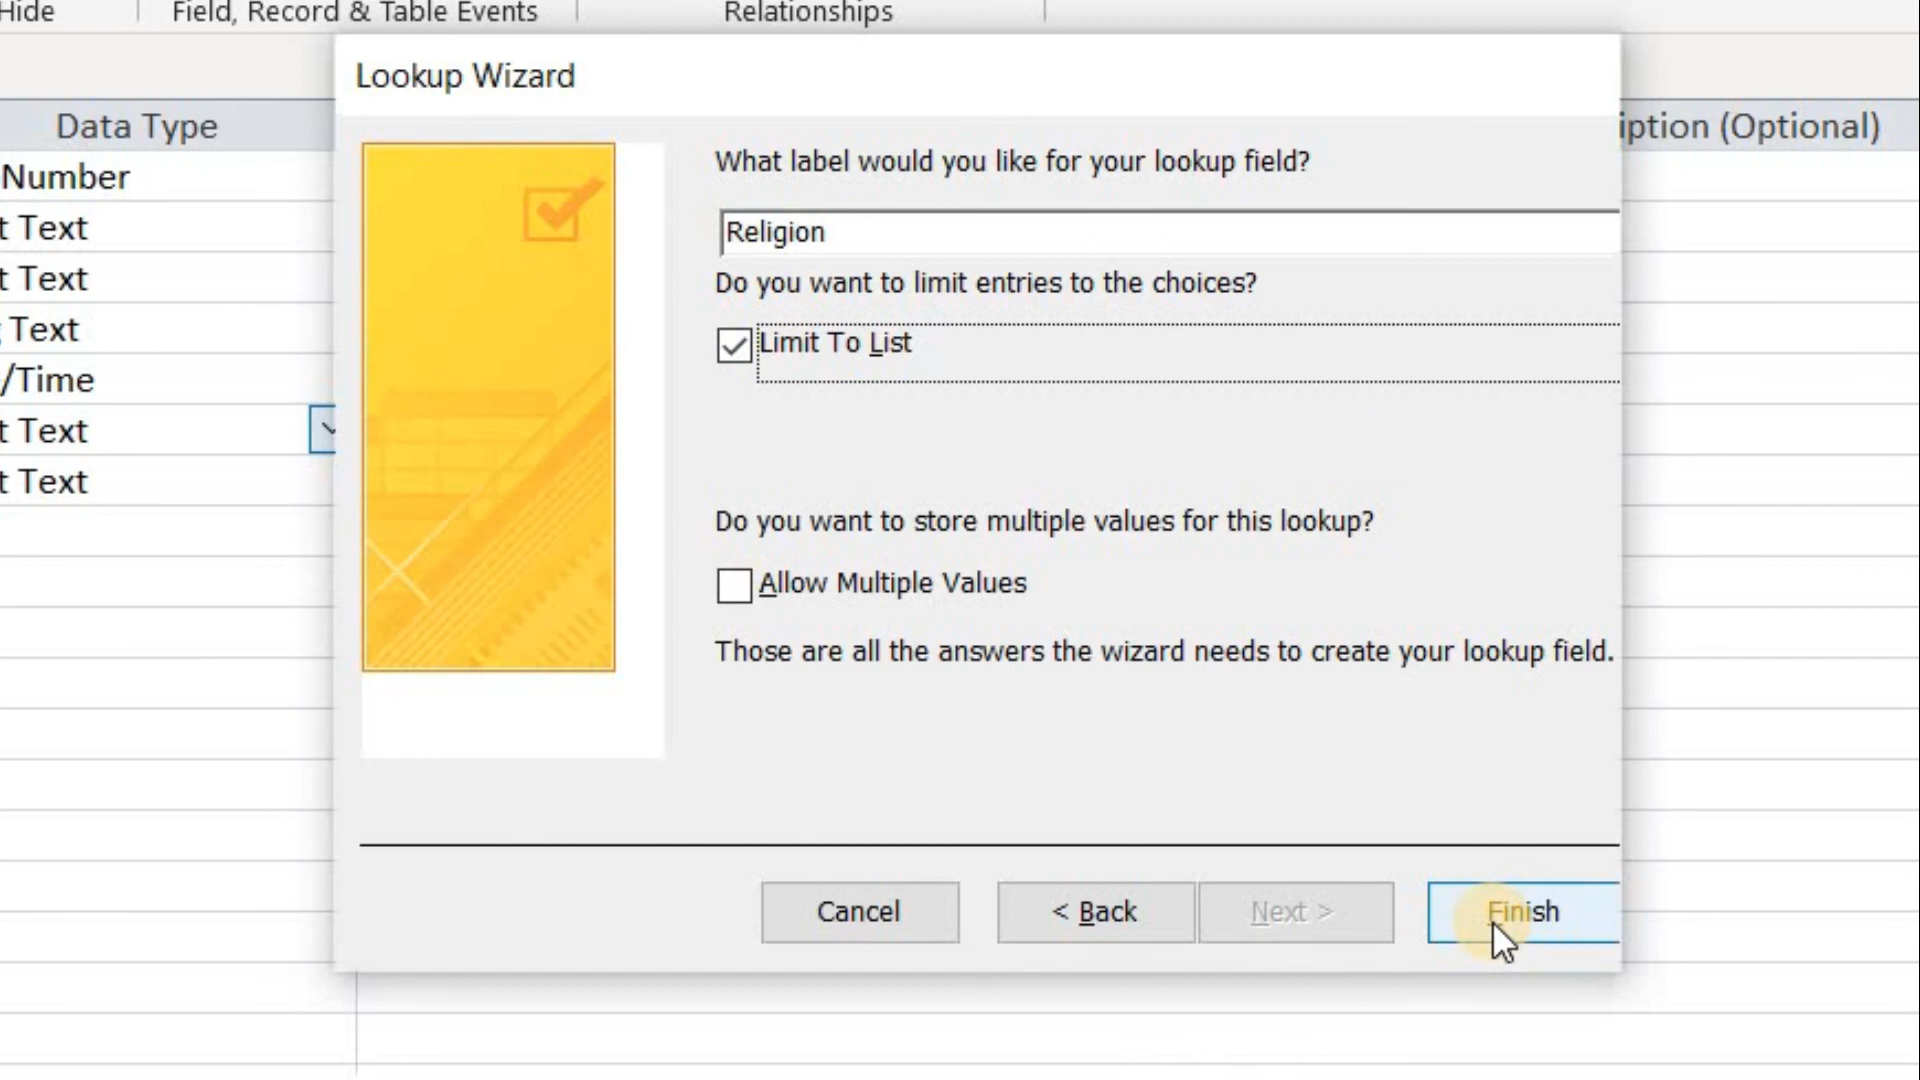 Hide Field, Record & Table Events Relationships
Lookup Wizard
Data Type
iption (Optional)
Number
t Text
t Text
Text
/Time
t Text
t Text
What label would you like for your lookup field?
Religion
Do you want to limit entries to the choices?
Limit To List
Do you want to store multiple values for this lookup?
Allow Multiple Values
Those are all the answers the wizard needs to create your lookup field.
Cancel < Back Next > Finish